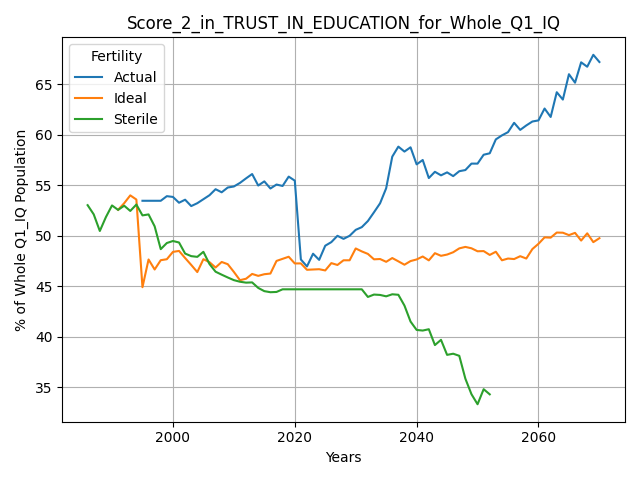 Score_2_in_TRUST_IN_EDUCATION_for_Whole_Q1_IQ
Fertility
Actual
Ideal
Sterile
% of Whole Q1_IQ Population
65
60
55
50
45
40
35
2000
2020
2040
2060
Years